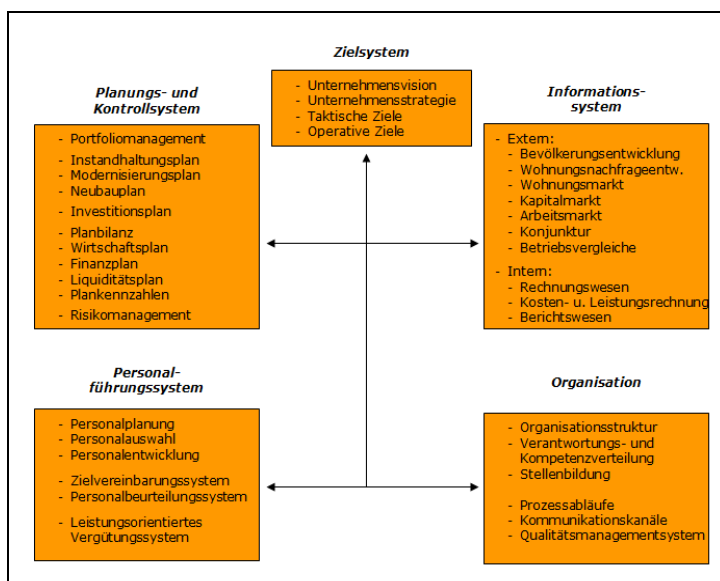 Zielsystem
- Unternehmensvision
- Unternehmensstrategie
- Taktische Ziele
- Operative Ziele
Planungs- und
Kontrollsystem
- Portfoliomanagement
- Instandhaltungsplan
- Modernisierungsplan
- Neubauplan
- Investitionsplan
- Planbilanz
- Wirtschaftsplan
- Finanzplan
- Liquiditätsplan
- Plankennzahlen
- Risikomanagement
Informations-
system
- Extern:
- Bevölkerungsentwicklung
- Wohnungsnachfrageentw.
- Wohnungsmarkt
- Kapitalmarkt
- Arbeitsmarkt
- Konjunktur
- Betriebsvergleiche
- Intern:
- Rechnungswesen
- Kosten- u. Leistungsrechnung
- Berichtswesen
Personal-
führungssystem
- Personalplanung
- Personalauswahl
- Personalentwicklung
- Zielvereinbarungssystem
- Personalbeurteilungssystem
- Leistungsorientiertes
Vergütungssystem
Organisation
- Organisationsstruktur
- Verantwortungs- und
Kompetenzverteilung
- Stellenbildung
- Prozessabläufe
- Kommunikationskanäle
- Qualitätsmanagementsystem